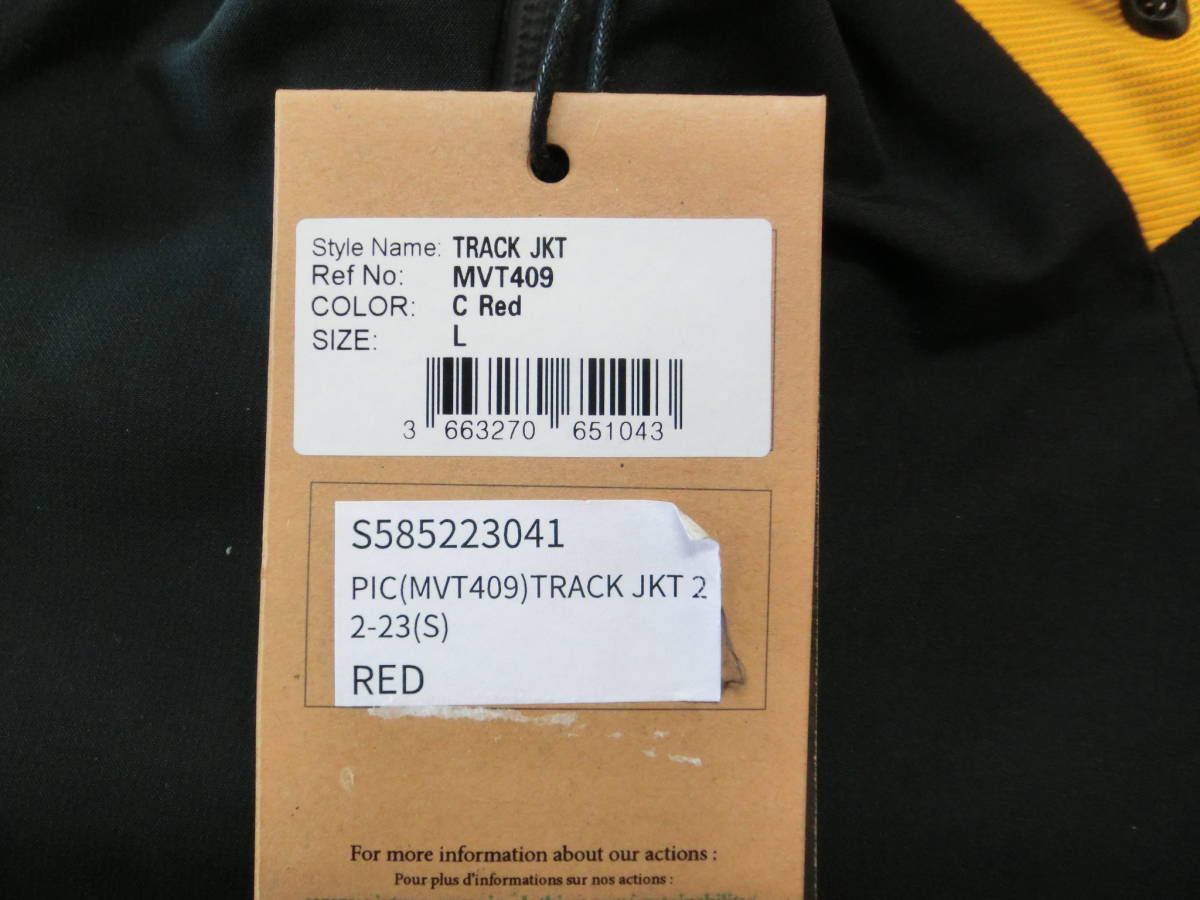 Style Name: TRACK JKT
Ref No: MVT409
COLOR: C Red
SIZE: L
3 663270 651043
S585223041
PIC(MVT409)TRACK JKT 2
2-23(S)
RED
For more information about our actions :
Pour plus d'informations sur nos actions :